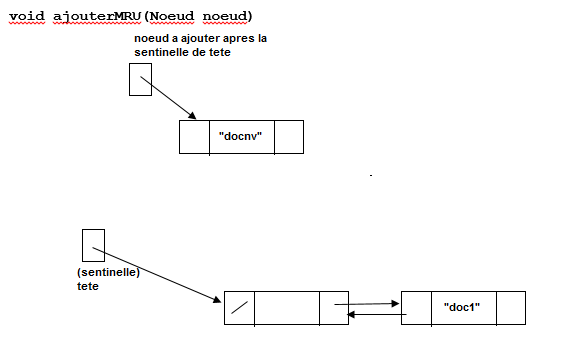 void ajouterMRU(Noeud noeud)
noeud a ajouter apres la
sentinelle de tete
"docnv"
(sentinelle)
tete
"doc1"